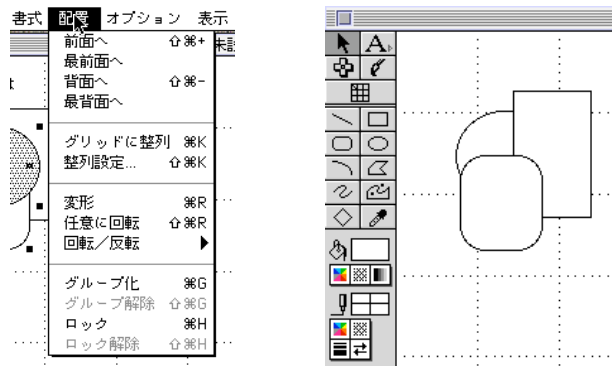 書式 配置 オプション 表示
前面へ ⇧⌘+
最前面へ
背面へ ⇧⌘-
最背面へ
グリッドに整列 ⌘K
整列設定... ⇧⌘K
変形 ⌘R
任意に回転 ⇧⌘R
回転／反転 ▶
グループ化 ⌘G
グループ解除 ⇧⌘G
ロック ⌘H
ロック解除 ⇧⌘H
未
A